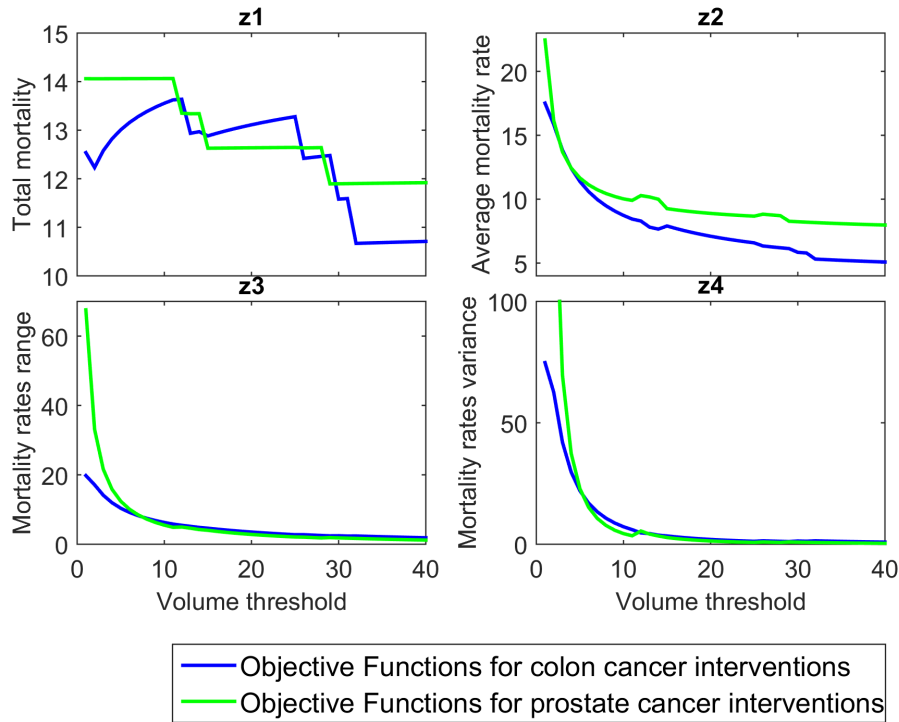 z1
Total mortality
15
14
13
12
11
10
z2
Average mortality rate
20
15
10
5
z3
Mortality rates range
60
40
20
0
0 10 20 30 40
Volume threshold
z4
Mortality rates variance
100
50
0
0 10 20 30 40
Volume threshold
Objective Functions for colon cancer interventions
Objective Functions for prostate cancer interventions